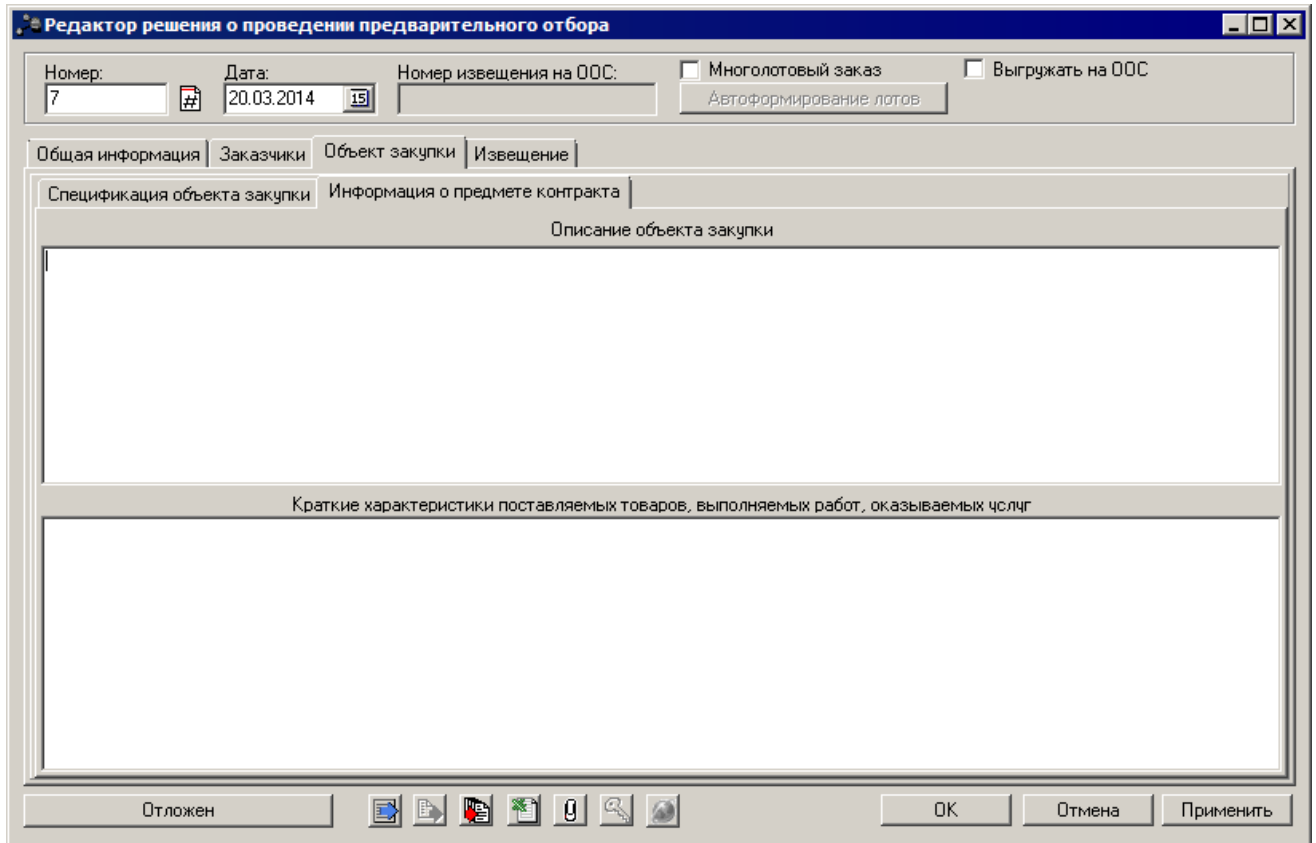 Редактор решения о проведении предварительного отбора
Номер: Дата: Номер извещения на ООС: Многолотовый заказ Выгружать на ООС
7 20.03.2014 15 Автоформирование лотов
Общая информация Заказчики Объект закупки Извещение
Спецификация объекта закупки Информация о предмете контракта
Описание объекта закупки
Краткие характеристики поставляемых товаров, выполняемых работ, оказываемых услуг
Отложен OK Отмена Применить